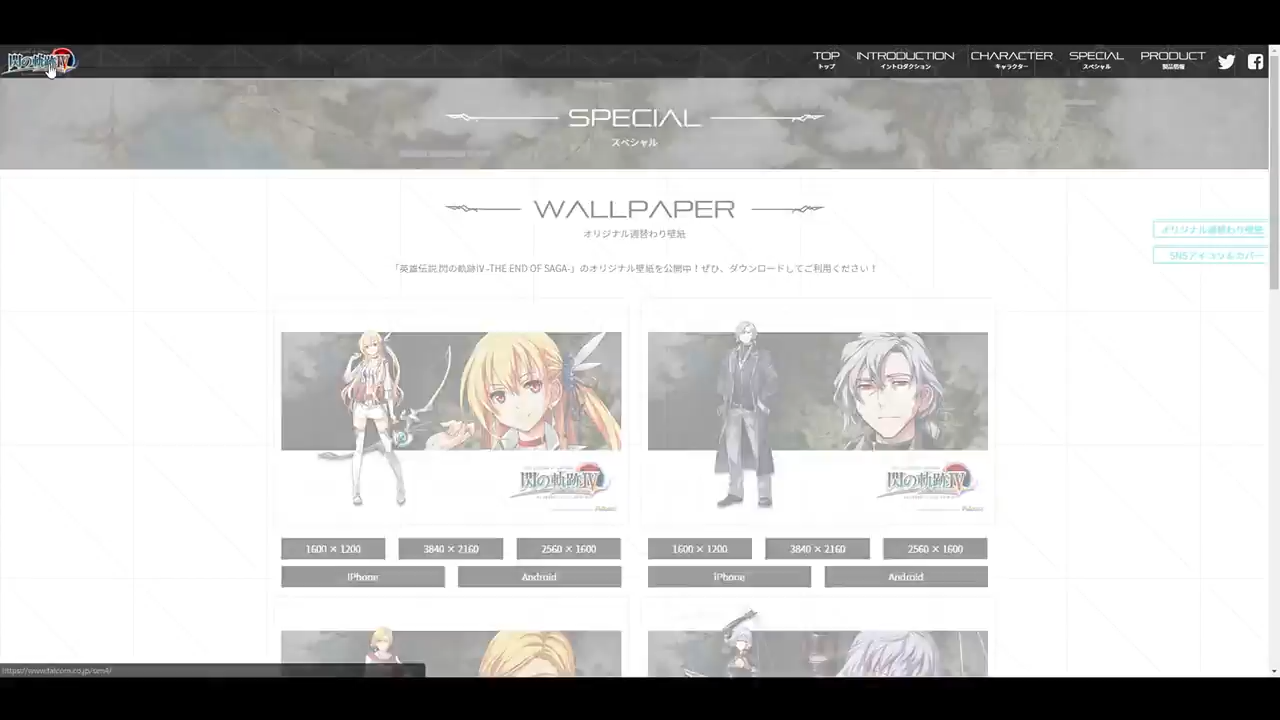 閃の軌跡IV
TOP
トップ
INTRODUCTION
イントロダクション
CHARACTER
キャラクター
SPECIAL
スペシャル
PRODUCT
製品情報
SPECIAL
スペシャル
WALLPAPER
オリジナル週替わり壁紙
「英雄伝説 閃の軌跡IV -THE END OF SAGA-」のオリジナル壁紙を公開中！ぜひ、ダウンロードしてご利用ください！
オリジナル週替わり壁紙
SNSアイコン&カバー
閃の軌跡IV
Falcom
閃の軌跡IV
Falcom
1600 × 1200
3840 × 2160
2560 × 1600
1600 × 1200
3840 × 2160
2560 × 1600
iPhone
Android
iPhone
Android
https://www.falcom.co.jp/sen4/